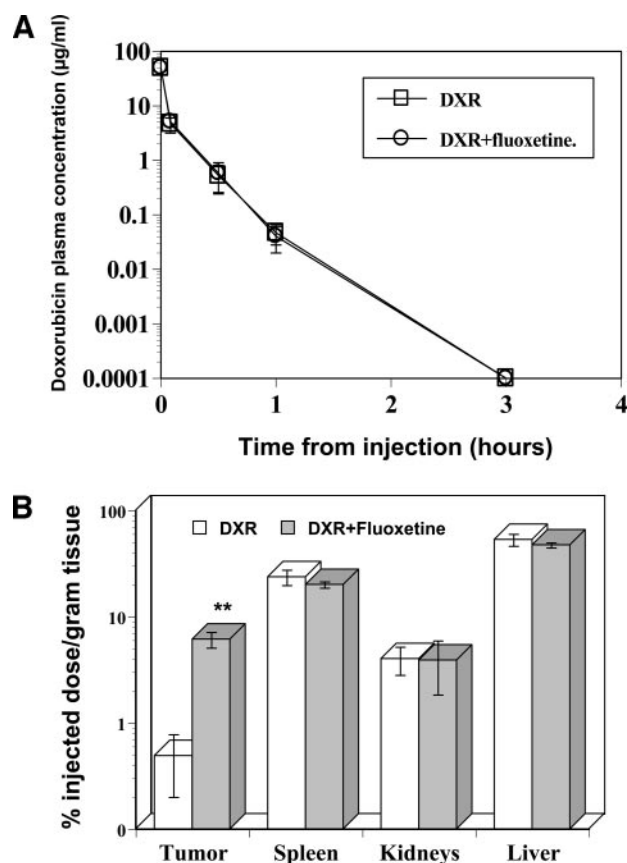 A
Doxorubicin plasma concentration (µg/ml)
100
10
1
0.1
0.01
0.001
0.0001
DXR
DXR+fluoxetine.
0 1 2 3 4
Time from injection (hours)
B
% injected dose/gram tissue
100
10
1
0
DXR DXR+Fluoxetine
**
Tumor Spleen Kidneys Liver